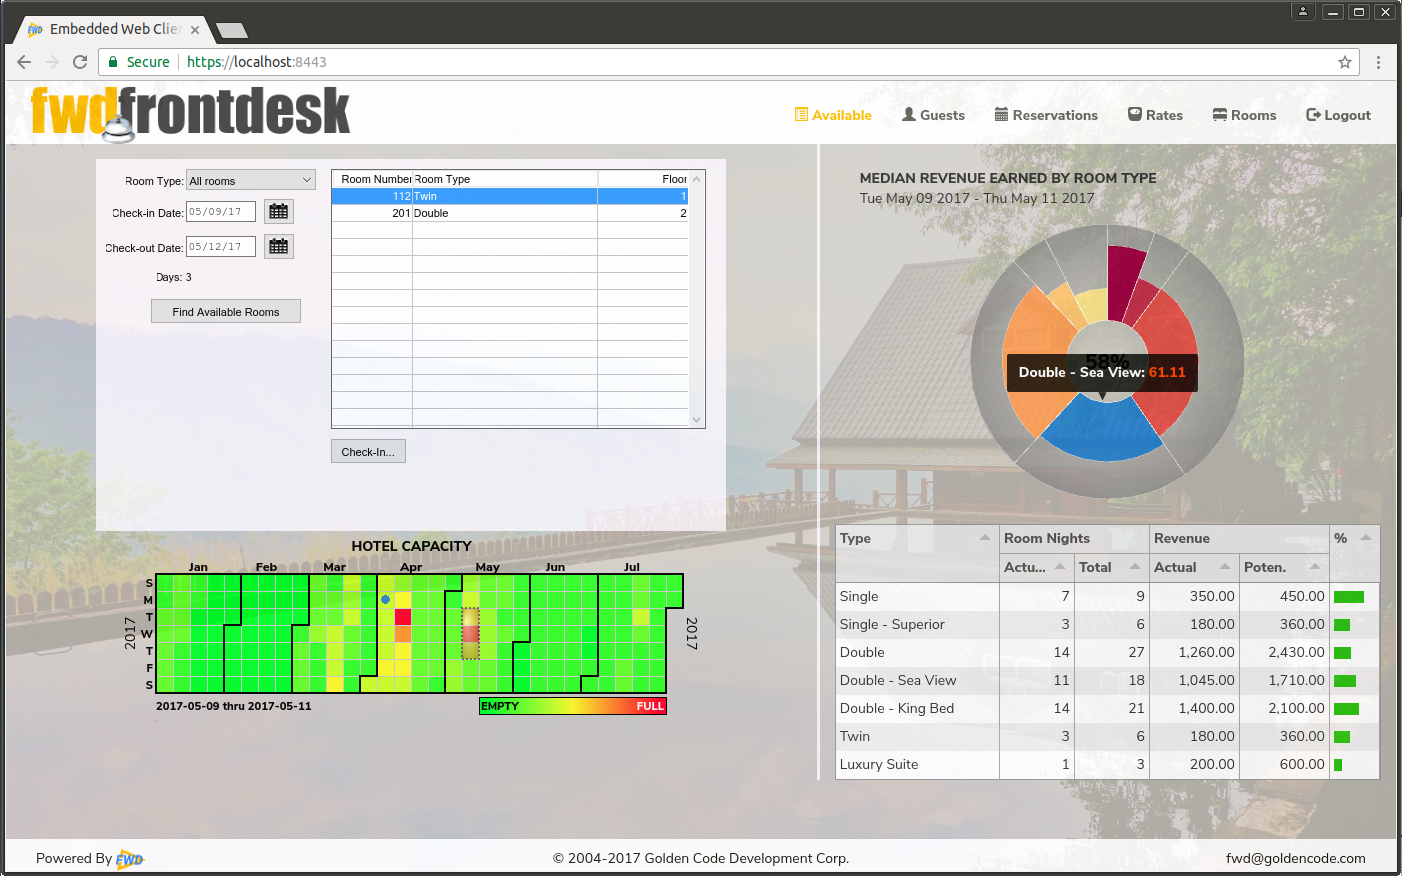 FWD Embedded Web Clie
Secure https://localhost:8443
fwdfrontdesk
Available Guests Reservations Rates Rooms Logout
Room Type: All rooms
Check-in Date: 05/09/17
Check-out Date: 05/12/17
Days: 3
Find Available Rooms
Room Number Room Type Floor
112 Twin 1
201 Double 2
Check-In...
HOTEL CAPACITY
Jan Feb Mar Apr May Jun Jul
2017
S
M
T
W
T
F
S
2017
2017-05-09 thru 2017-05-11
EMPTY FULL
MEDIAN REVENUE EARNED BY ROOM TYPE
Tue May 09 2017 - Thu May 11 2017
58%
Double - Sea View: 61.11
Type Room Nights Revenue %
Actu... Total Actual Poten.
Single 7 9 350.00 450.00
Single - Superior 3 6 180.00 360.00
Double 14 27 1,260.00 2,430.00
Double - Sea View 11 18 1,045.00 1,710.00
Double - King Bed 14 21 1,400.00 2,100.00
Twin 3 6 180.00 360.00
Luxury Suite 1 3 200.00 600.00
Powered By FWD
© 2004-2017 Golden Code Development Corp.
fwd@goldencode.com